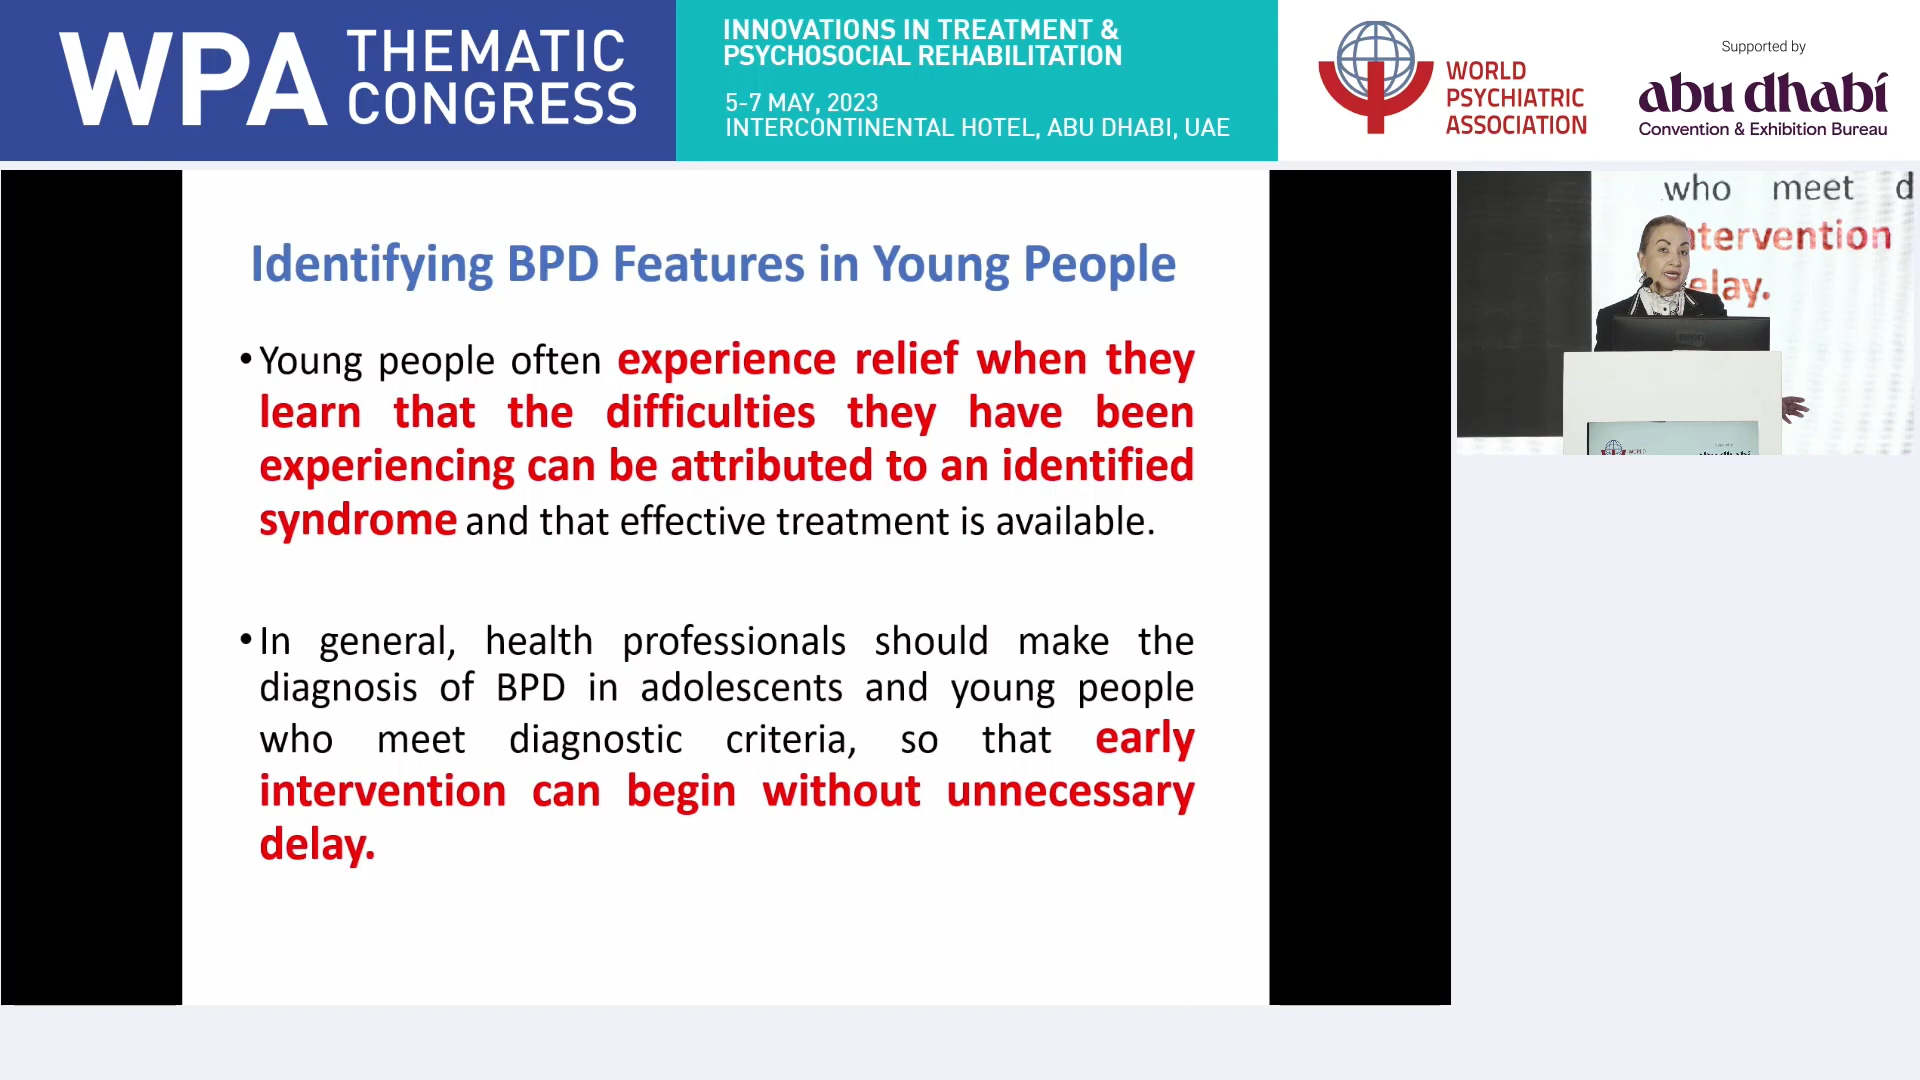 WPA THEMATIC
CONGRESS
INNOVATIONS IN TREATMENT &
PSYCHOSOCIAL REHABILITATION
5-7 MAY, 2023
INTERCONTINENTAL HOTEL, ABU DHABI, UAE
WORLD
PSYCHIATRIC
ASSOCIATION
Supported by
abu dhabi
Convention & Exhibition Bureau
Identifying BPD Features in Young People
• Young people often experience relief when they
learn that the difficulties they have been
experiencing can be attributed to an identified
syndrome and that effective treatment is available.
• In general, health professionals should make the
diagnosis of BPD in adolescents and young people
who meet diagnostic criteria, so that early
intervention can begin without unnecessary
delay.
who meet d
ntervention
elay.